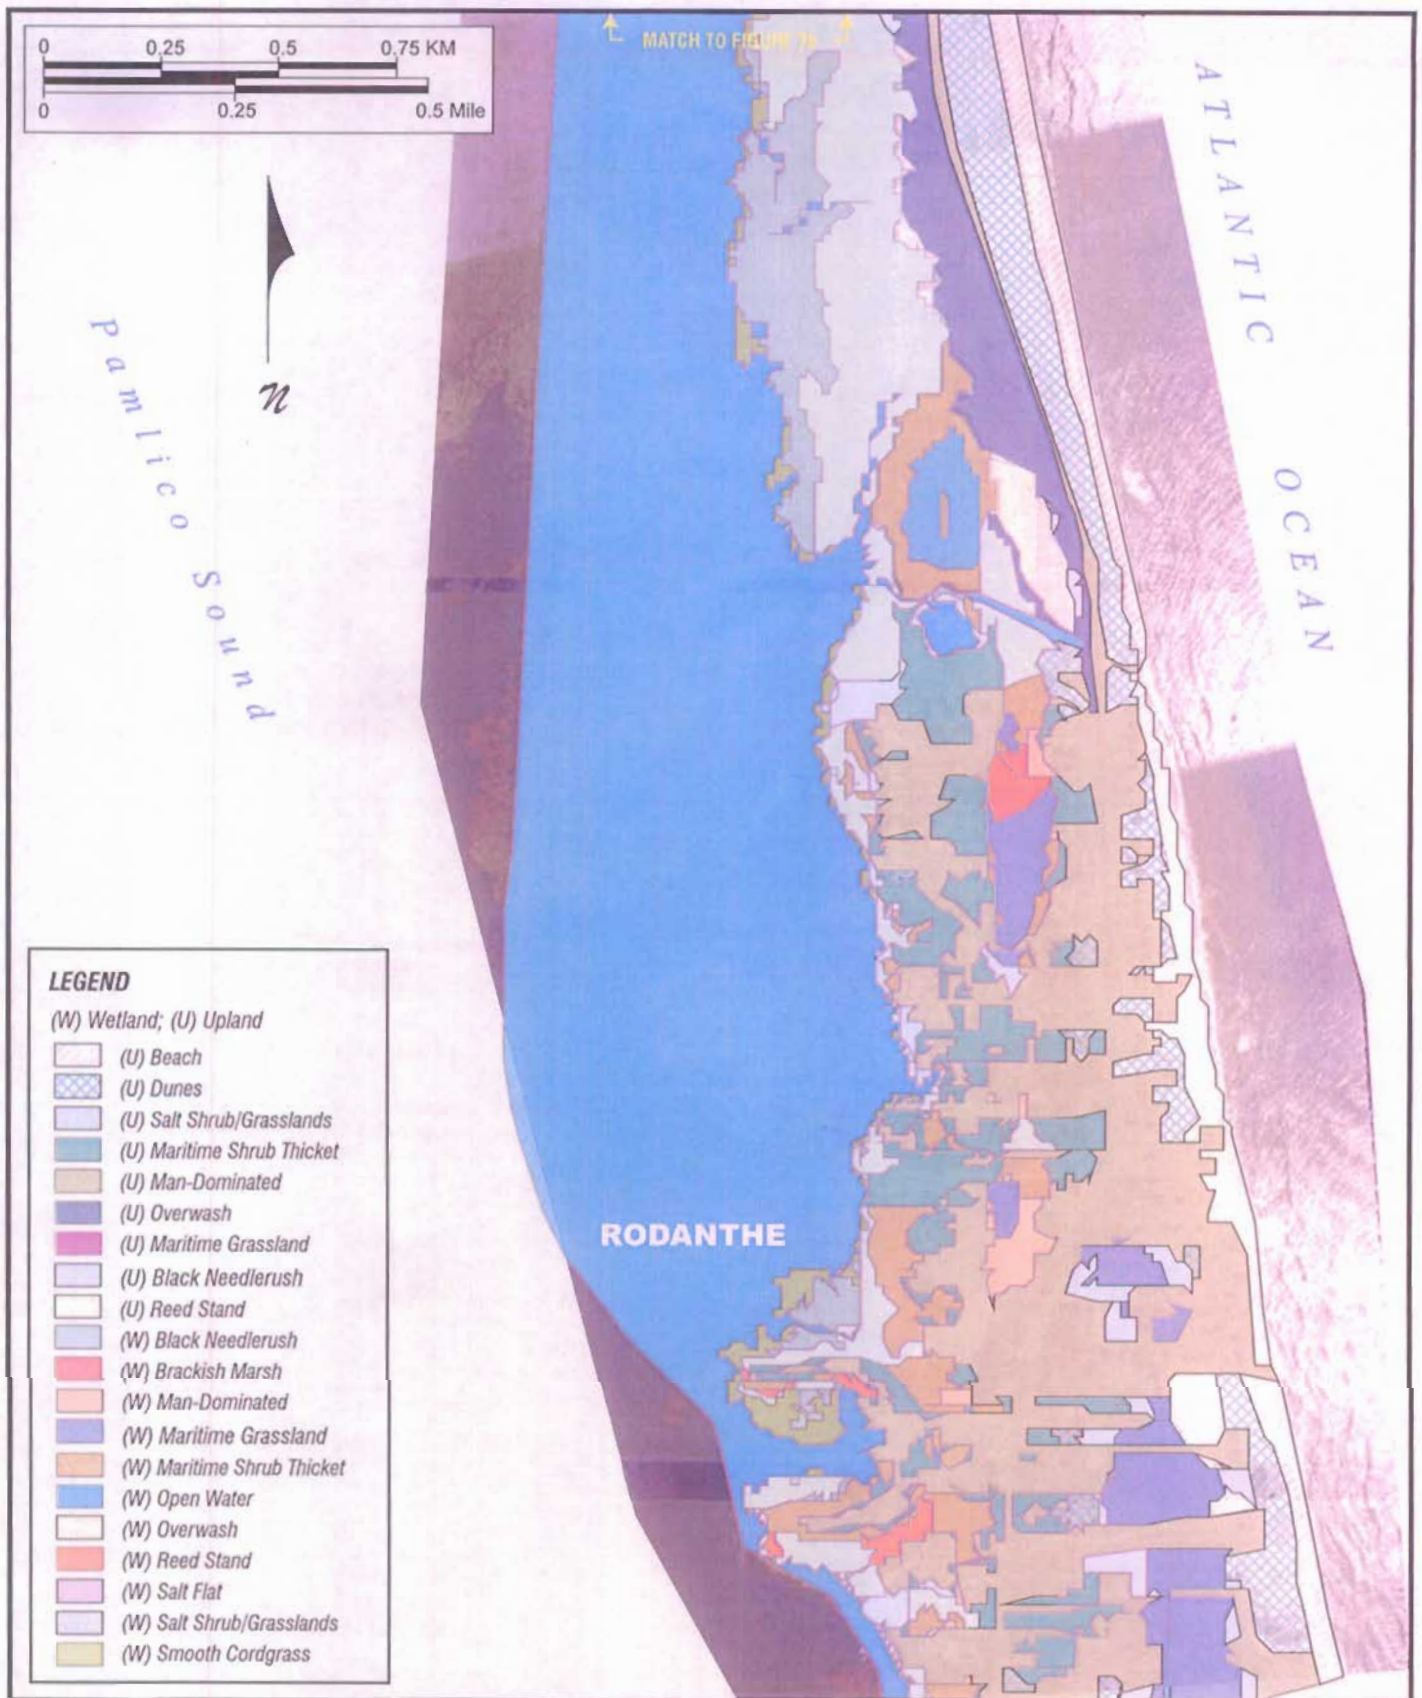 0 0.25 0.5 0.75 KM
0 0.25 0.5 Mile
MATCH TO FIGURE
ATLANTIC OCEAN
N
Pamlico Sound
RODANTHE
LEGEND
(W) Wetland; (U) Upland
(U) Beach
(U) Dunes
(U) Salt Shrub/Grasslands
(U) Maritime Shrub Thicket
(U) Man-Dominated
(U) Overwash
(U) Maritime Grassland
(U) Black Needlerush
(U) Reed Stand
(W) Black Needlerush
(W) Brackish Marsh
(W) Man-Dominated
(W) Maritime Grassland
(W) Maritime Shrub Thicket
(W) Open Water
(W) Overwash
(W) Reed Stand
(W) Salt Flat
(W) Salt Shrub/Grasslands
(W) Smooth Cordgrass